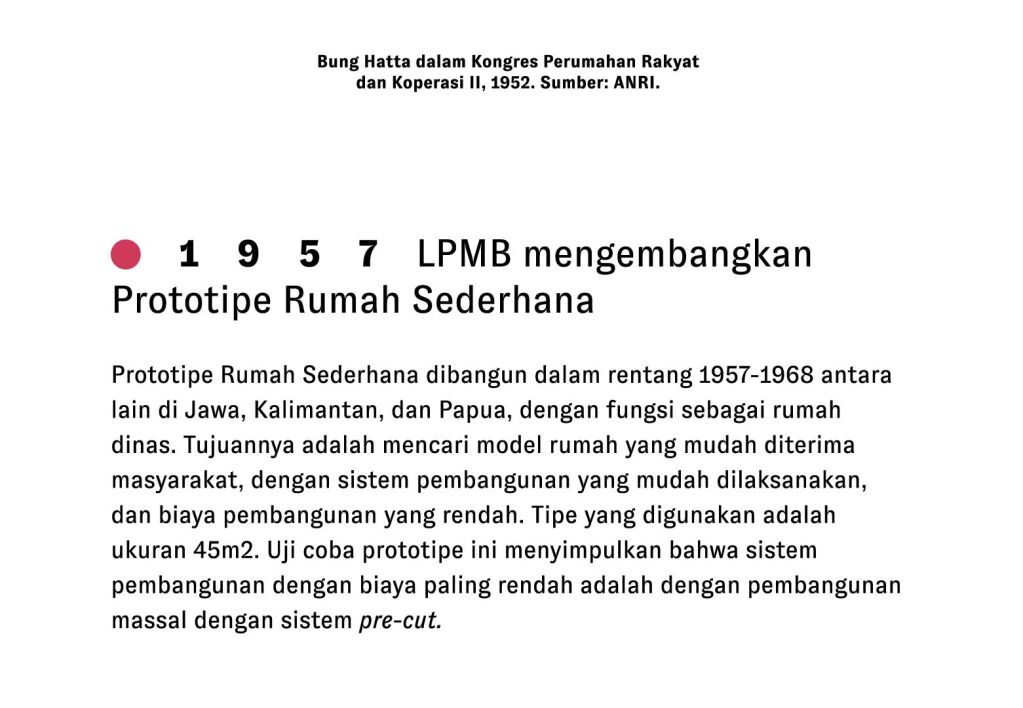 Bung Hatta dalam Kongres Perumahan Rakyat
dan Koperasi II, 1952. Sumber: ANRI.
1 9 5 7 LPMB mengembangkan
Prototipe Rumah Sederhana
Prototipe Rumah Sederhana dibangun dalam rentang 1957-1968 antara
lain di Jawa, Kalimantan, dan Papua, dengan fungsi sebagai rumah
dinas. Tujuannya adalah mencari model rumah yang mudah diterima
masyarakat, dengan sistem pembangunan yang mudah dilaksanakan,
dan biaya pembangunan yang rendah. Tipe yang digunakan adalah
ukuran 45m2. Uji coba prototipe ini menyimpulkan bahwa sistem
pembangunan dengan biaya paling rendah adalah dengan pembangunan
massal dengan sistem pre-cut.